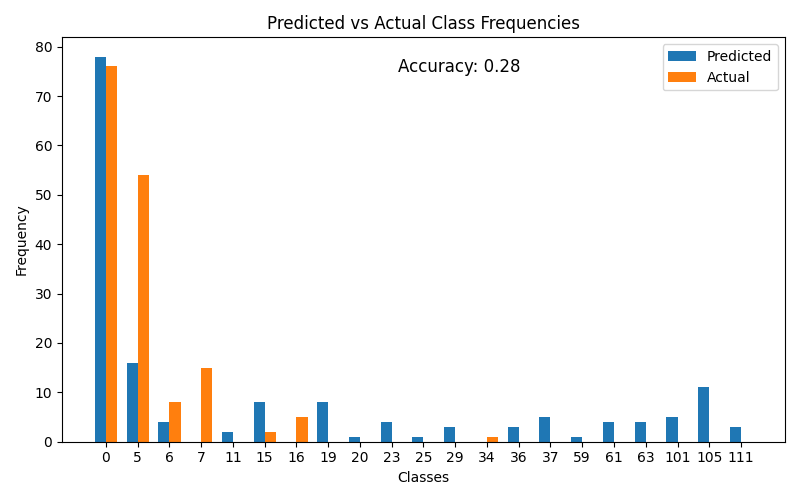 Predicted vs Actual Class Frequencies
Accuracy: 0.28
Predicted
Actual
Frequency
80
70
60
50
40
30
20
10
0
0 5 6 7 11 15 16 19 20 23 25 29 34 36 37 59 61 63 101 105 111
Classes